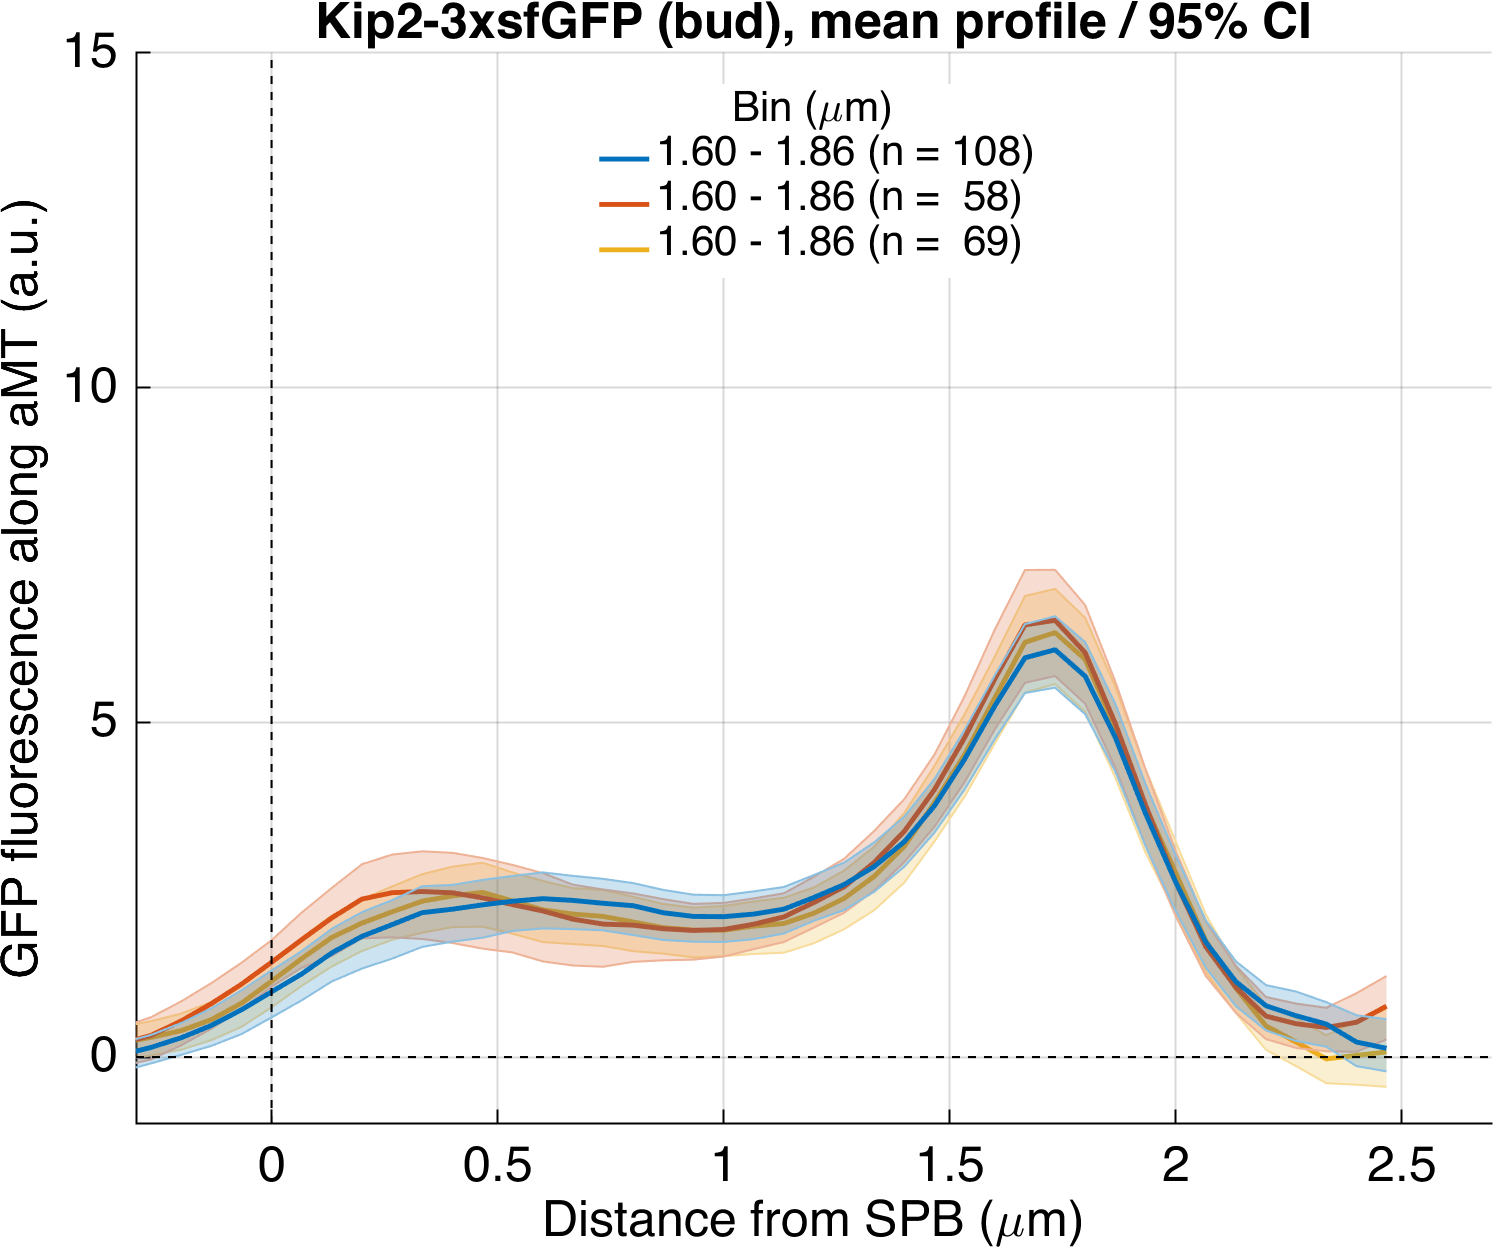 Kip2-3xsfGFP (bud), mean profile / 95% CI
Bin (μm)
1.60 - 1.86 (n = 108)
1.60 - 1.86 (n = 58)
1.60 - 1.86 (n = 69)
GFP fluorescence along aMT (a.u.)
15
10
5
0
0 0.5 1 1.5 2 2.5
Distance from SPB (μm)